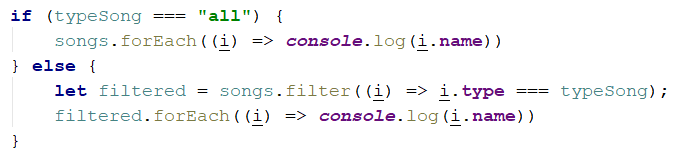 if (typeSong === "all") {
    songs.forEach((i) => console.log(i.name))
} else {
    let filtered = songs.filter((i) => i.type === typeSong);
    filtered.forEach((i) => console.log(i.name))
}